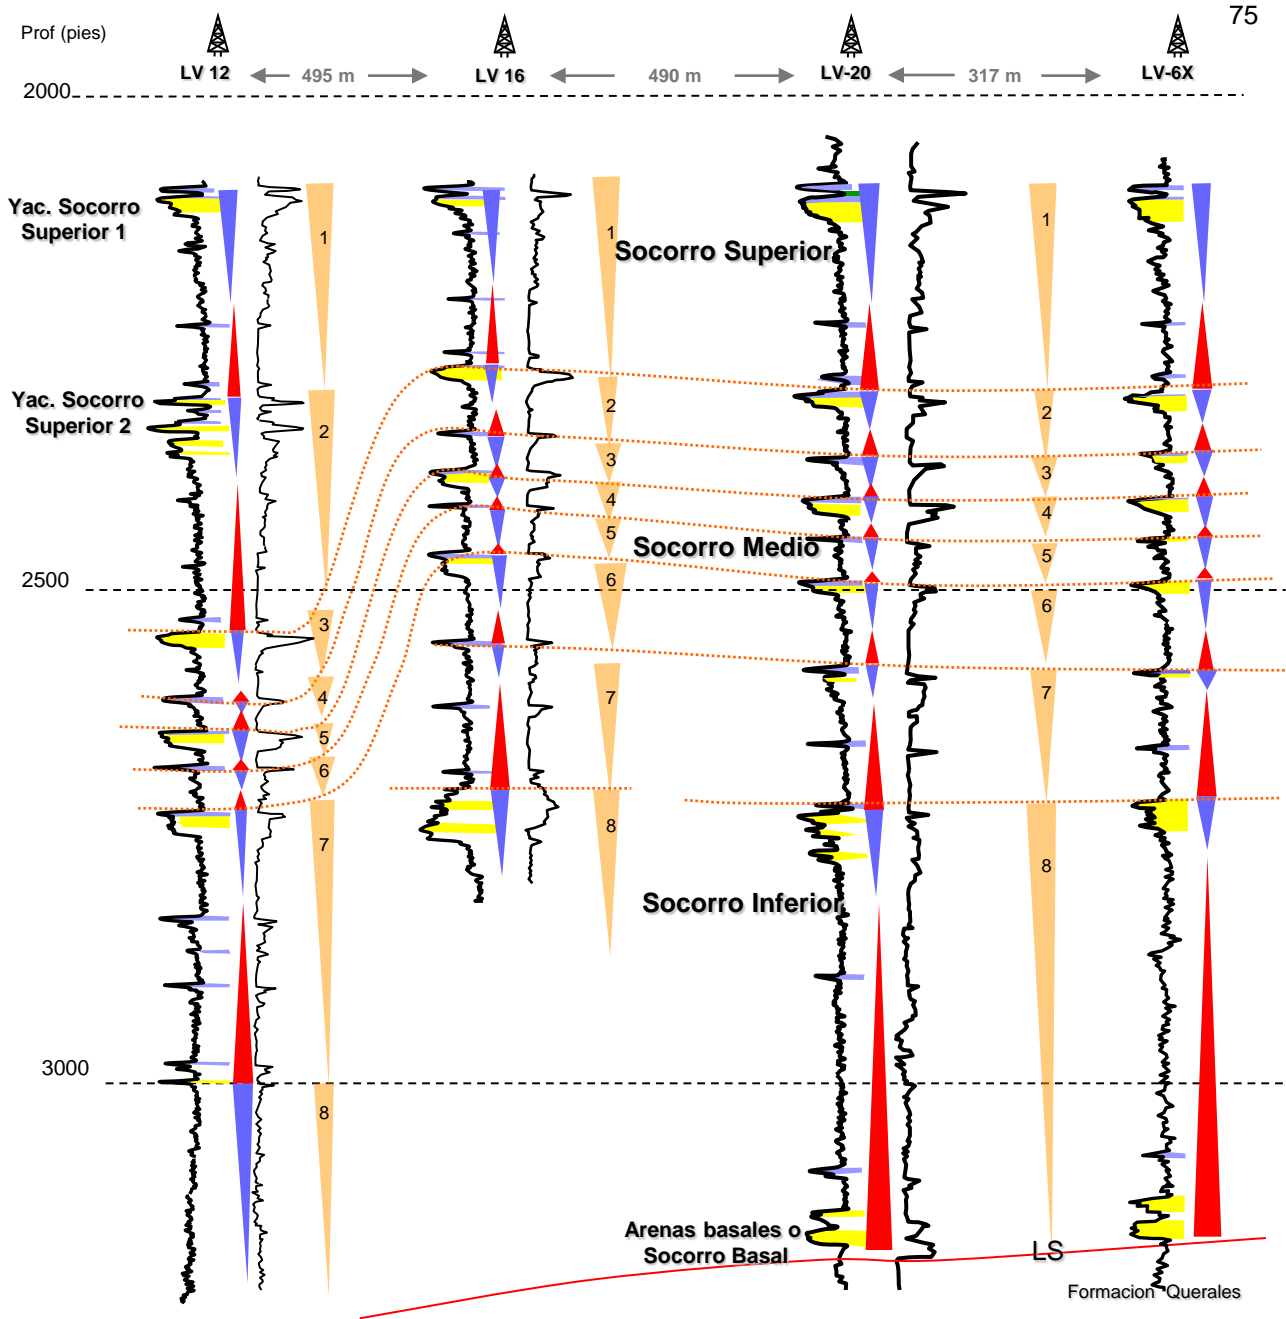 75
Prof (pies)
LV 12
495 m
LV 16
490 m
LV-20
317 m
LV-6X
2000
Yac. Socorro
Superior 1
1
1
Socorro Superior
1
Yac. Socorro
Superior 2
2
2
2
3
3
4
4
5
Socorro Medio
5
2500
6
6
3
4
7
7
5
6
8
7
8
Socorro Inferior
3000
8
Arenas basales o
Socorro Basal
LS
Formacion Querales